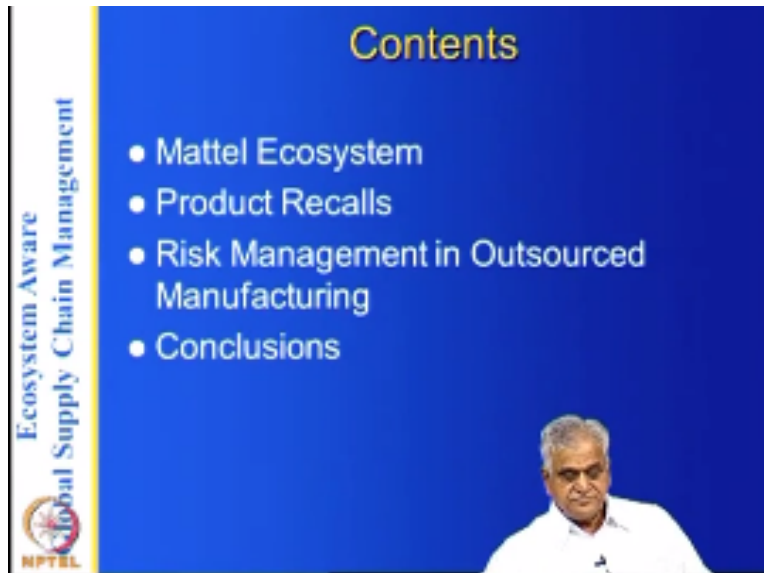 Contents
Mattel Ecosystem
Product Recalls
Risk Management in Outsourced
Manufacturing
Conclusions
Ecosystem Aware
Global Supply Chain Management
NPTEL